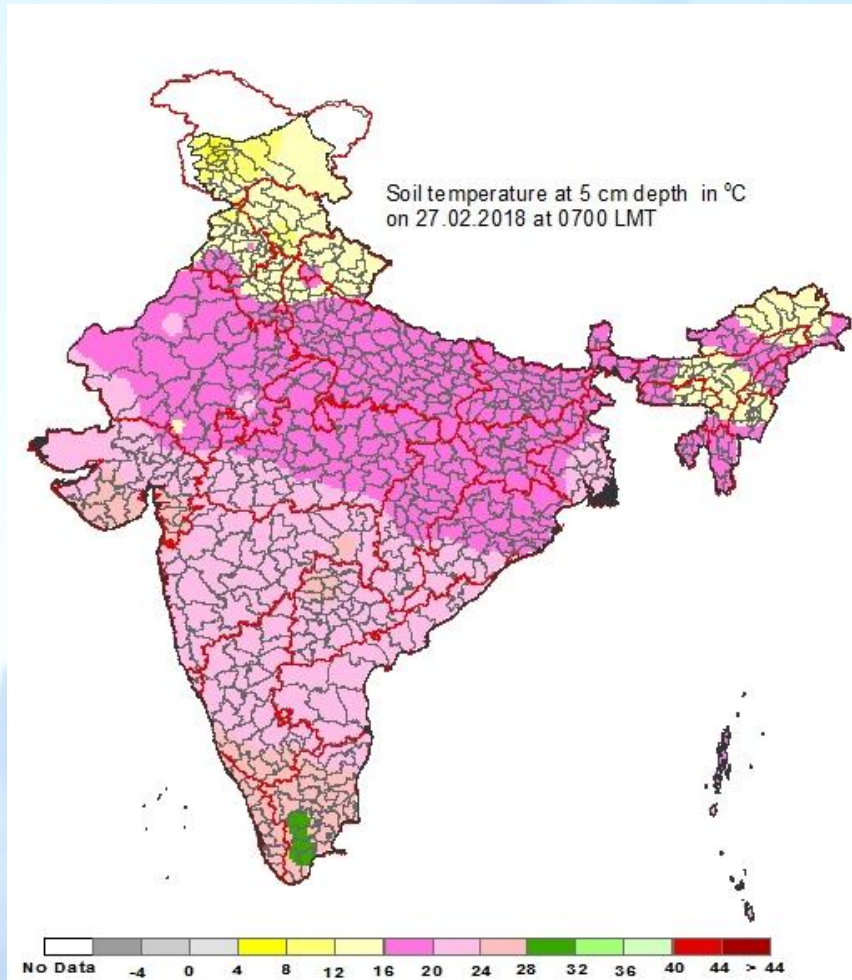 Soil temperature at 5 cm depth in ⁰C
on 27.02.2018 at 0700 LMT
No Data -4 0 4 8 12 16 20 24 28 32 36 40 44 > 44